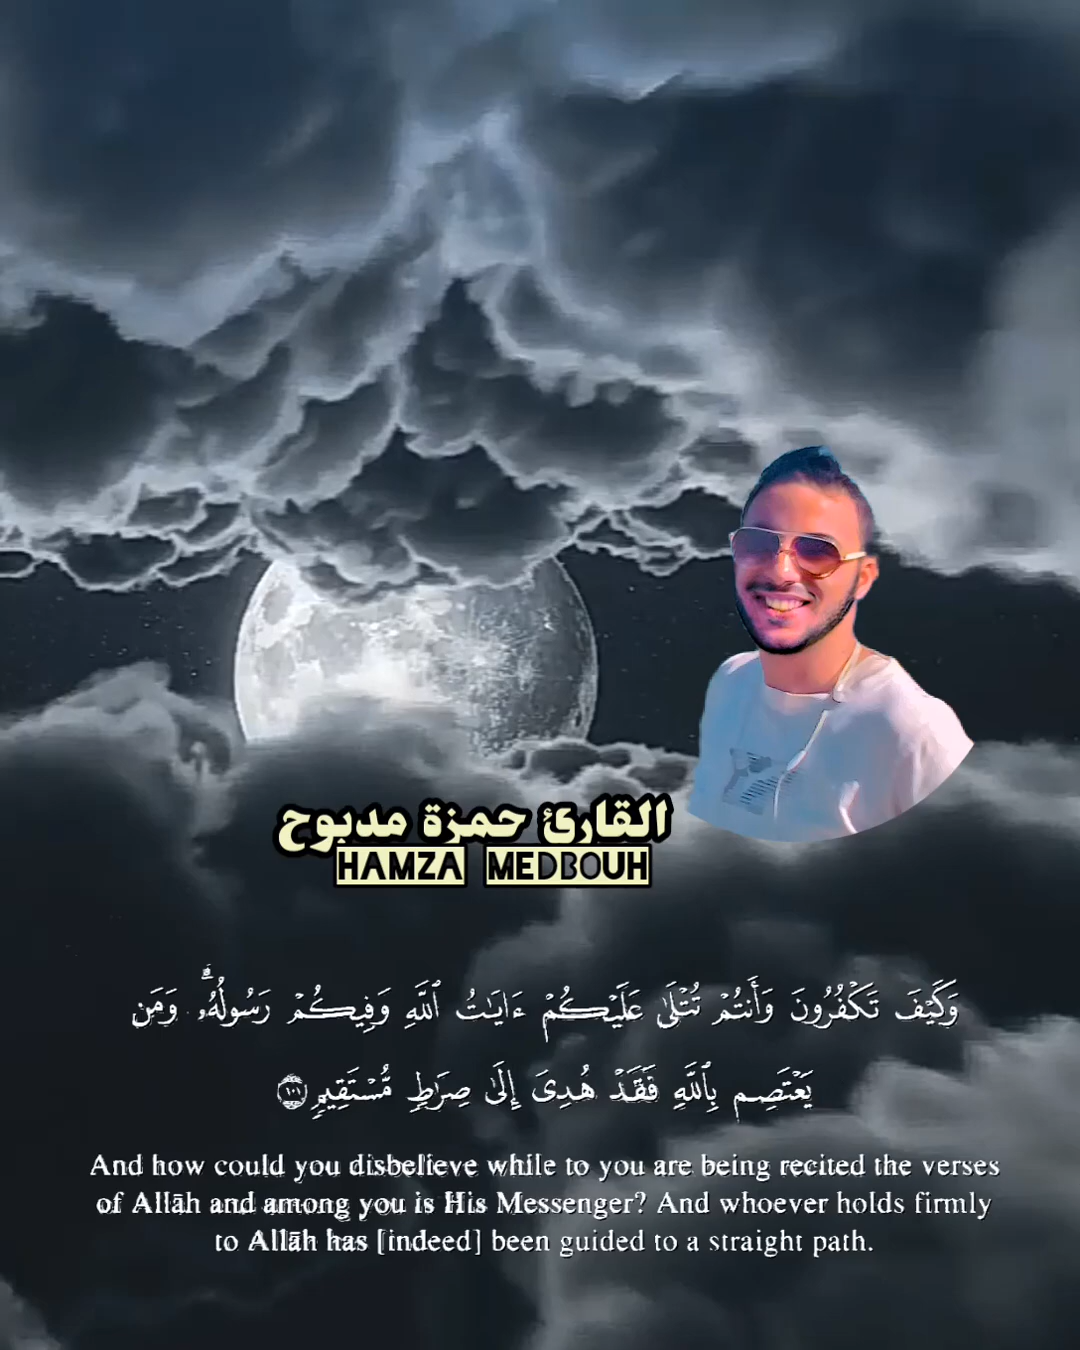 القارئ حمزة مدبوح
HAMZA MEDBOUH
وَكَيْفَ تَكْفُرُونَ وَأَنتُمْ تُتْلَىٰ عَلَيْكُمْ ءَايَـٰتُ ٱللَّهِ وَفِيكُمْ رَسُولُهُۥ ۗ وَمَن
يَعْتَصِم بِٱللَّهِ فَقَدْ هُدِىَ إِلَىٰ صِرَٰطٍ مُّسْتَقِيمٍ ١٠١
And how could you disbelieve while to you are being recited the verses
of Allāh and among you is His Messenger? And whoever holds firmly
to Allāh has [indeed] been guided to a straight path.